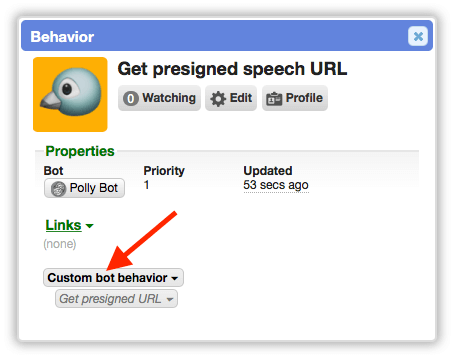 Behavior
Get presigned speech URL
0 Watching Edit Profile
Properties
Bot Priority Updated
Polly Bot 1 53 secs ago
Links
(none)
Custom bot behavior
Get presigned URL